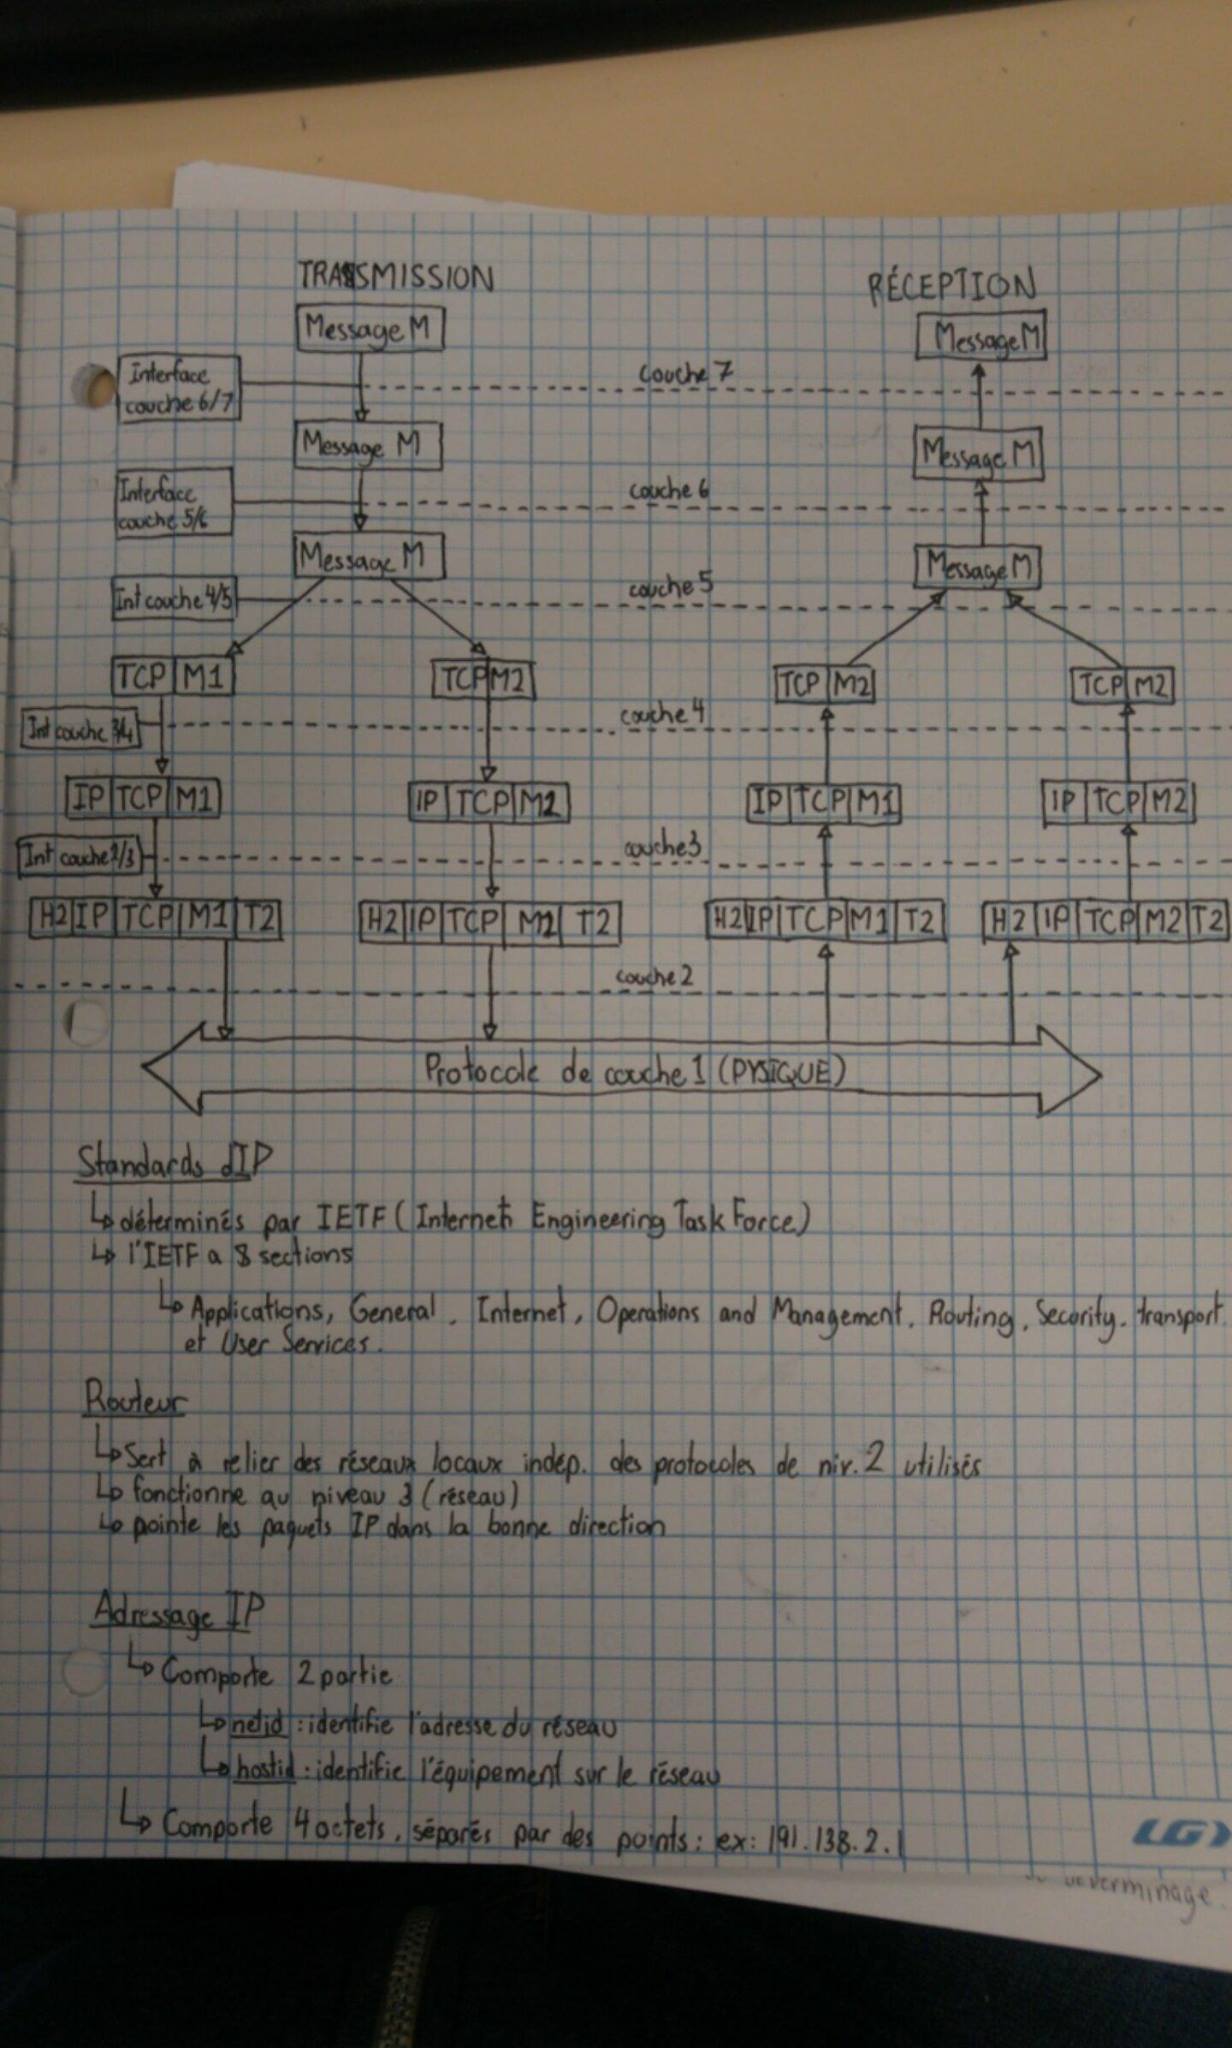 TRANSMISSION
RÉCEPTION
Message M
Message M
Interface
couche 6/7
couche 7
Message M
Message M
Interface
couche 5/6
couche 6
Message M
Message M
Int couche 4/5
couche 5
TCP M1
TCP M2
TCP M2
TCP M2
Int couche 3/4
couche 4
IP TCP M1
IP TCP M2
IP TCP M1
IP TCP M2
Int couche 2/3
couche 3
H2 IP TCP M1 T2
H2 IP TCP M2 T2
H2 IP TCP M1 T2
H2 IP TCP M2 T2
couche 2
Protocole de couche 1 (PYSIQUE)
Standards d'IP
↳ déterminés par IETF (Internet Engineering Task Force)
↳ l'IETF a 8 sections
↳ Applications, General, Internet, Operations and Management, Routing, Security, transport
et User Services.
Routeur
↳ Sert à relier des réseaux locaux indep. des protocoles de niv. 2 utilisés
↳ fonctionne au niveau 3 (réseau)
↳ pointe les paquets IP dans la bonne direction
Adressage IP
↳ Comporte 2 partie
↳ netid : identifie l'adresse du réseau
↳ hostid : identifie l'équipement sur le réseau
↳ Comporte 4 octets, séparés par des points : ex: 191.138.2.1